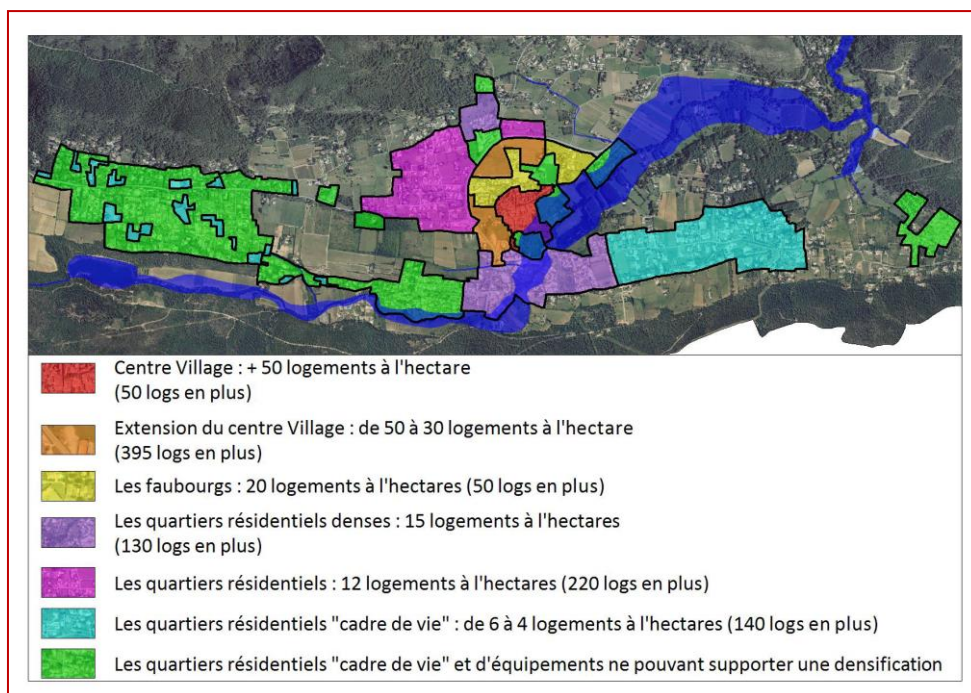 Centre Village : + 50 logements à l'hectare
(50 logs en plus)
Extension du centre Village : de 50 à 30 logements à l'hectare
(395 logs en plus)
Les faubourgs : 20 logements à l'hectares (50 logs en plus)
Les quartiers résidentiels denses : 15 logements à l'hectares
(130 logs en plus)
Les quartiers résidentiels : 12 logements à l'hectares (220 logs en plus)
Les quartiers résidentiels "cadre de vie" : de 6 à 4 logements à l'hectares (140 logs en plus)
Les quartiers résidentiels "cadre de vie" et d'équipements ne pouvant supporter une densification